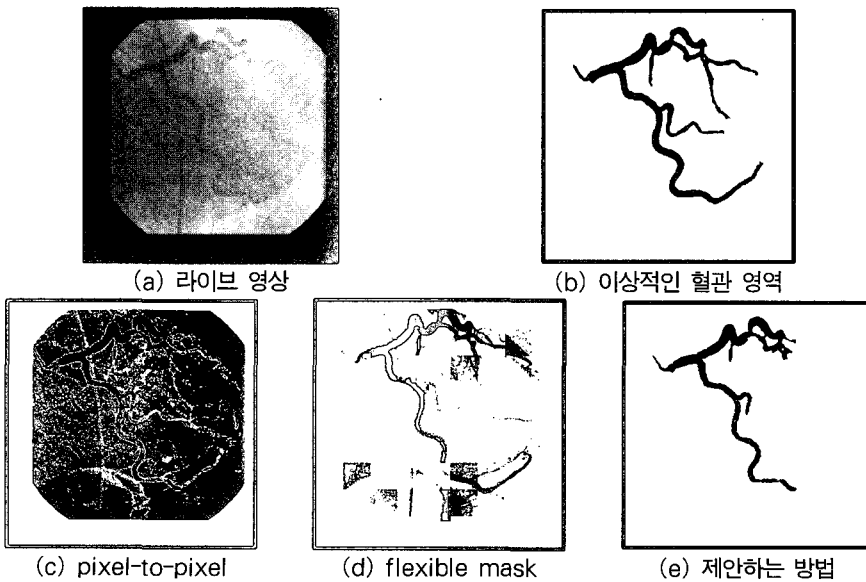 (a) 라이브 영상
(b) 이상적인 혈관 영역
(c) pixel-to-pixel
(d) flexible mask
(e) 제안하는 방법